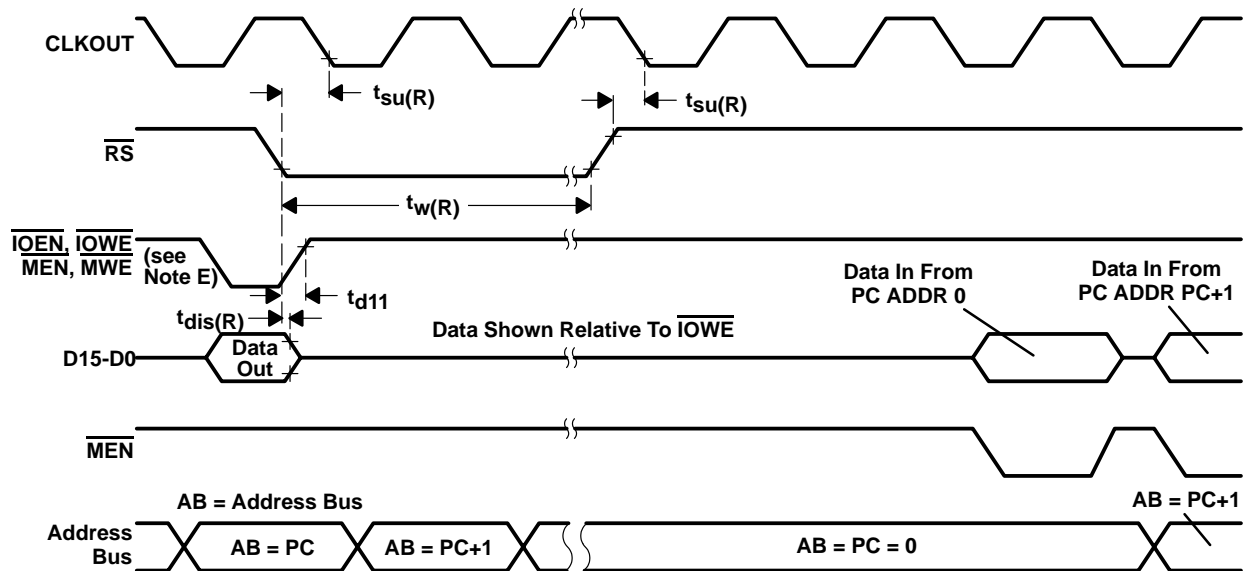 CLKOUT
tsu(R)
tsu(R)
RS
tw(R)
IOEN, IOWE
MEN, MWE
(see
Note E)
td11
tdis(R)
Data In From
PC ADDR 0
Data In From
PC ADDR PC+1
Data Shown Relative To IOWE
D15-D0
Data
Out
MEN
AB = Address Bus
AB = PC+1
Address
Bus
AB = PC
AB = PC+1
AB = PC = 0